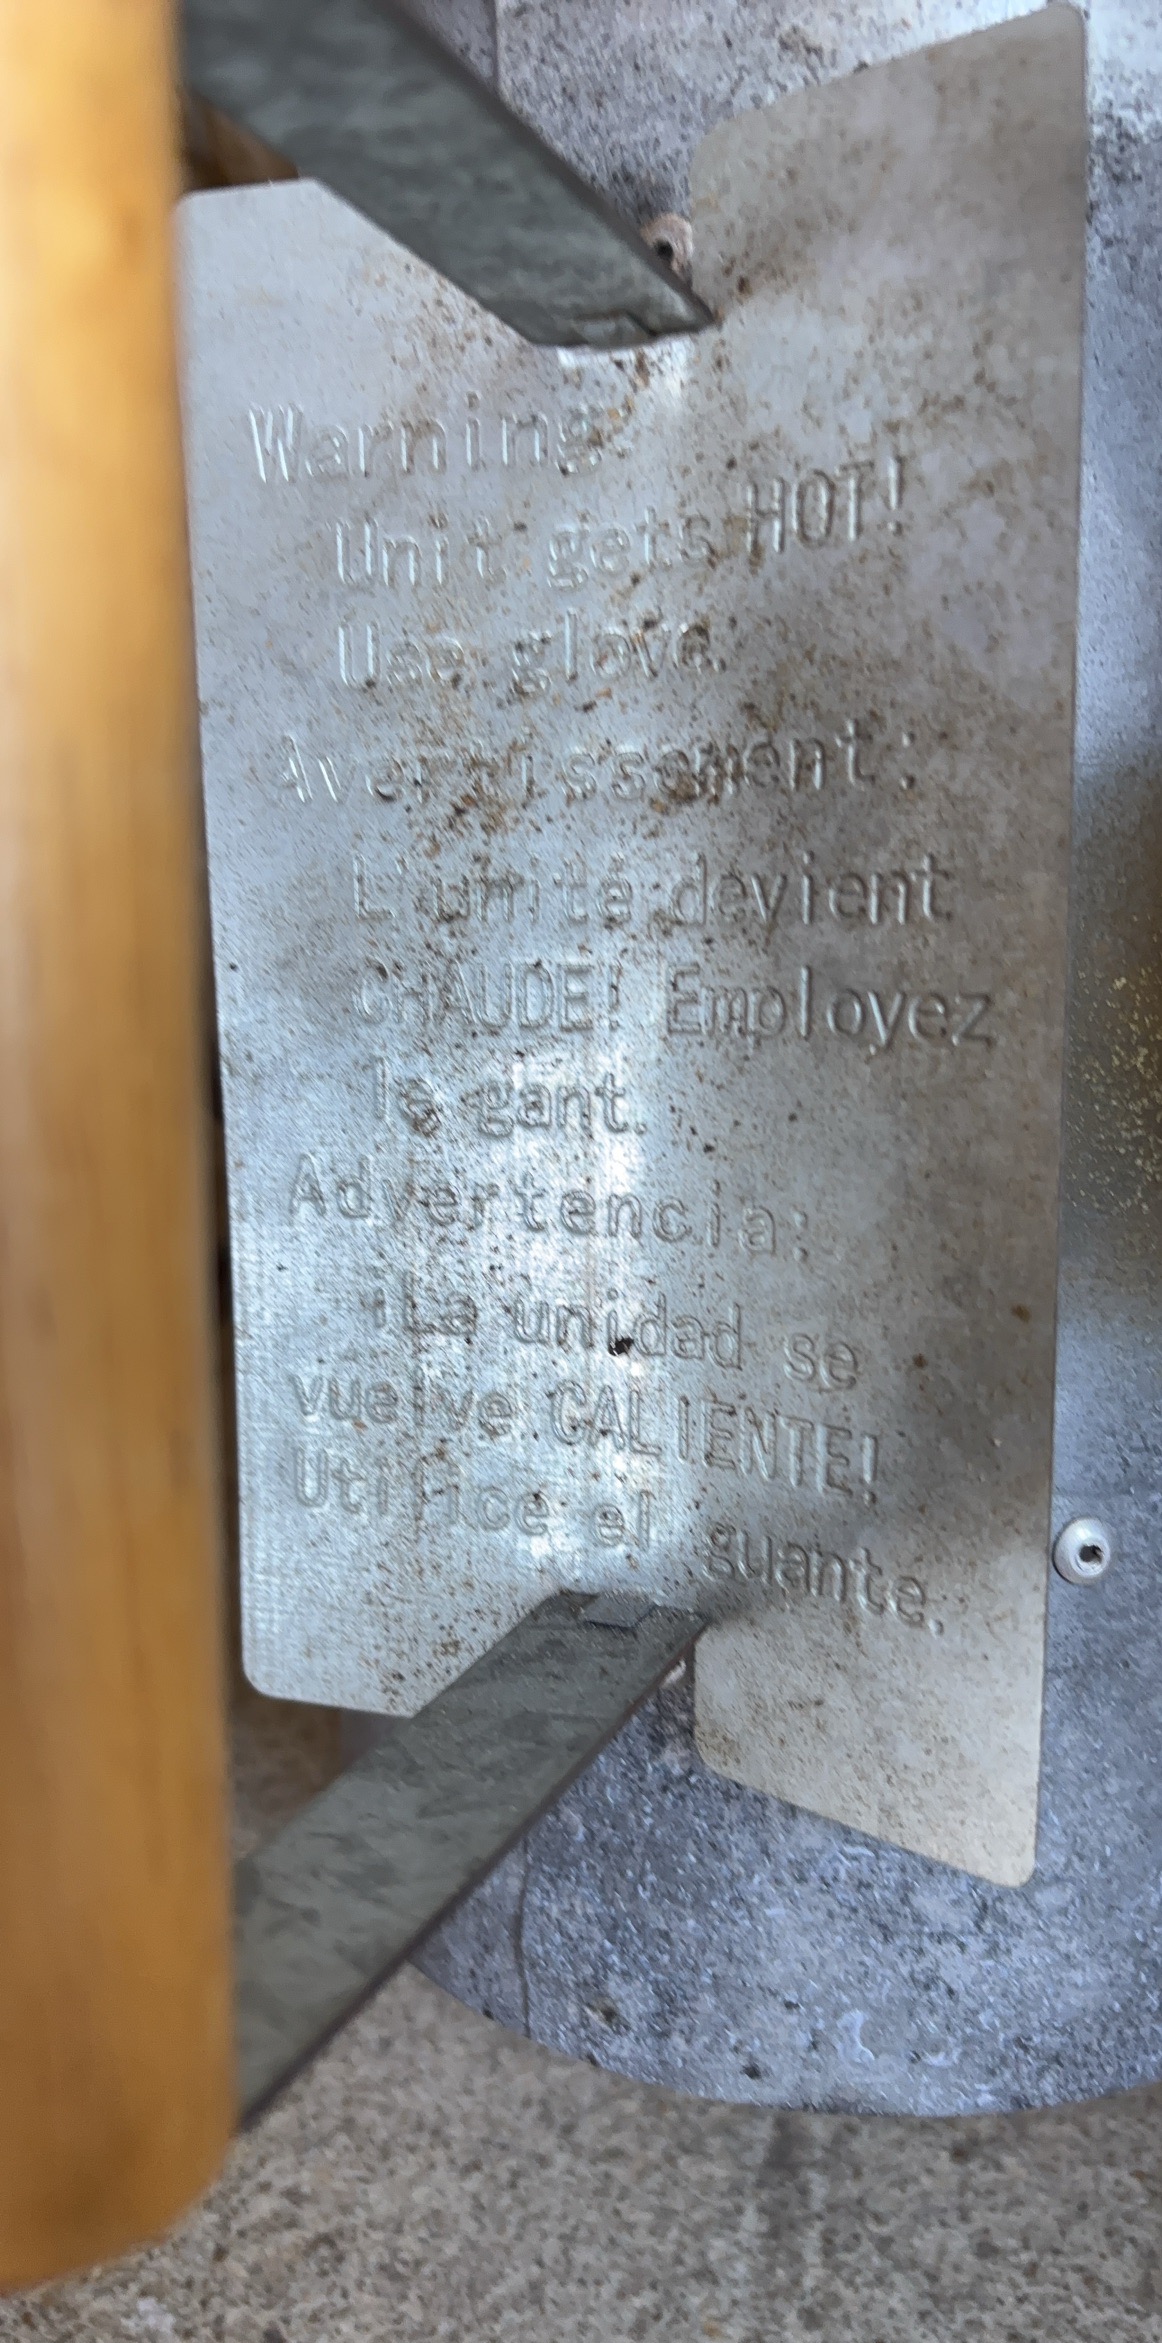 Warning:
Unit gets HOT!
Use glove.
Avertissement:
L'unité devient
CHAUDE! Employez
le gant.
Advertencia:
¡La unidad se
vuelve CALIENTE!
Utilice el guante.